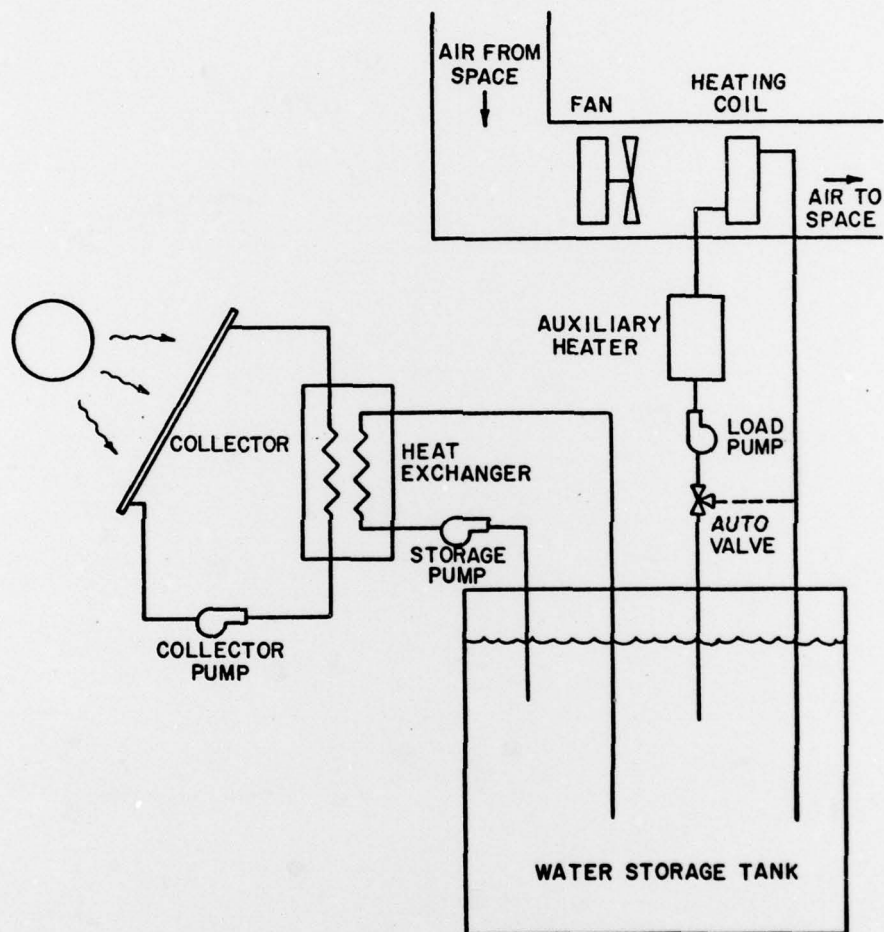 AIR FROM
SPACE
FAN
HEATING
COIL
AIR TO
SPACE
AUXILIARY
HEATER
LOAD
PUMP
COLLECTOR
HEAT
EXCHANGER
AUTO
VALVE
STORAGE
PUMP
COLLECTOR
PUMP
WATER STORAGE TANK